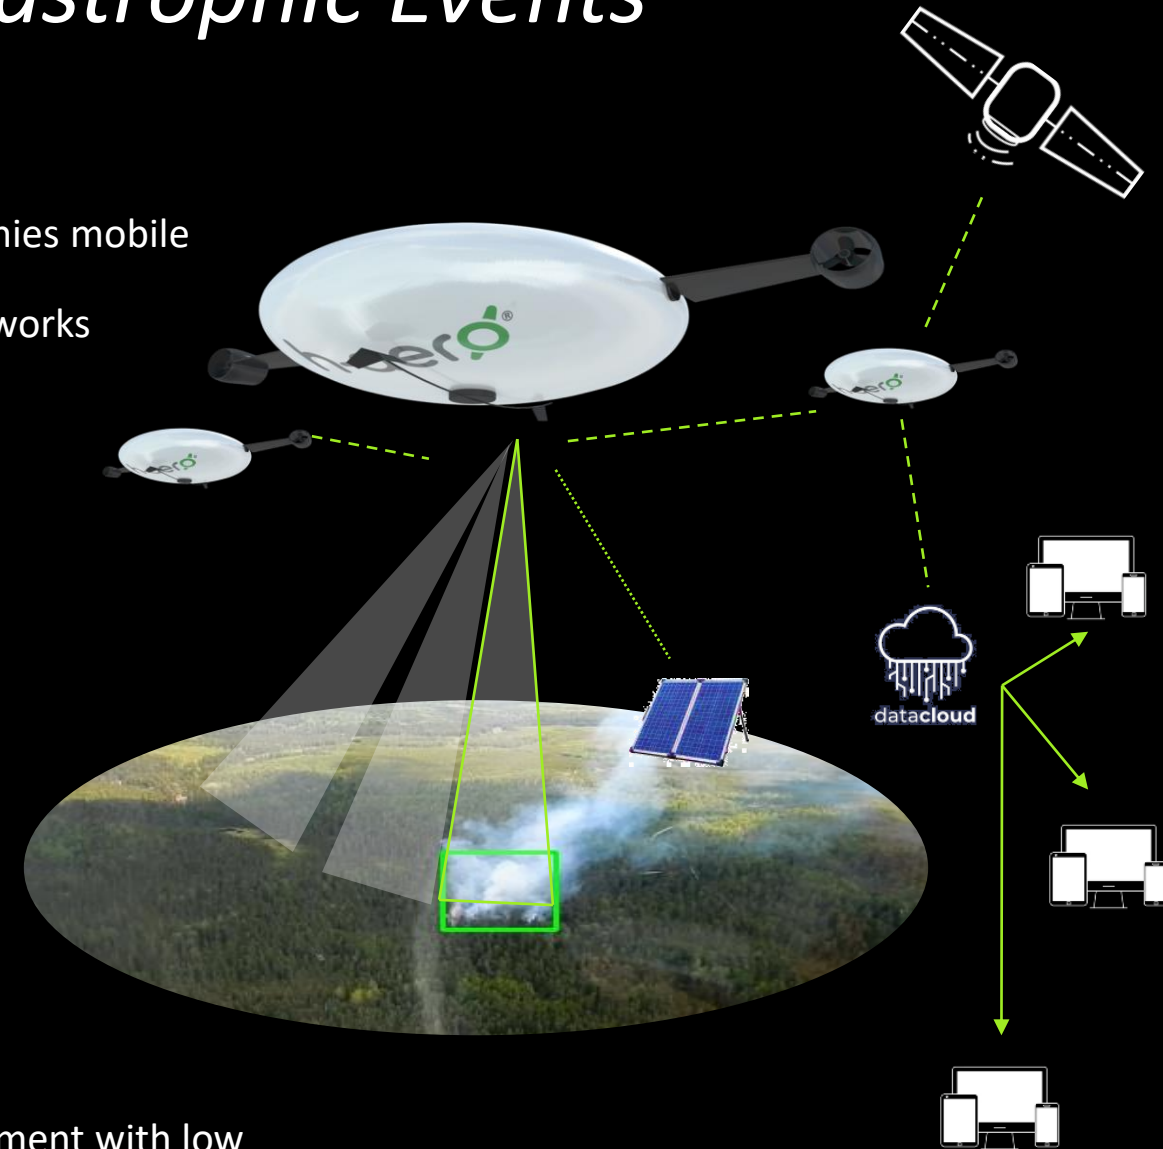 astrophic Events
nies mobile
works
datacloud
ment with low